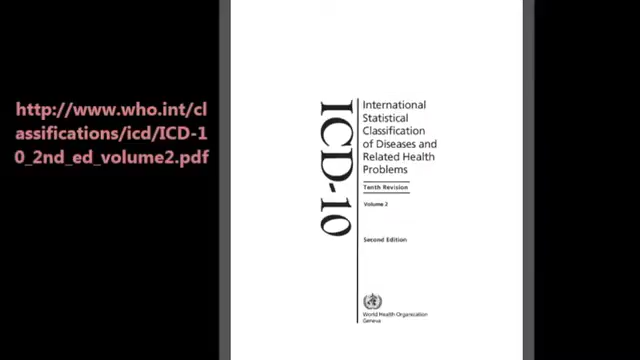 http://www.who.int/cl
assifications/icd/ICD-1
0_2nd_ed_volume2.pdf
ICD-10
International
Statistical
Classification
of Diseases and
Related Health
Problems
Tenth Revision
Volume 2
Second Edition
World Health Organization
Geneva